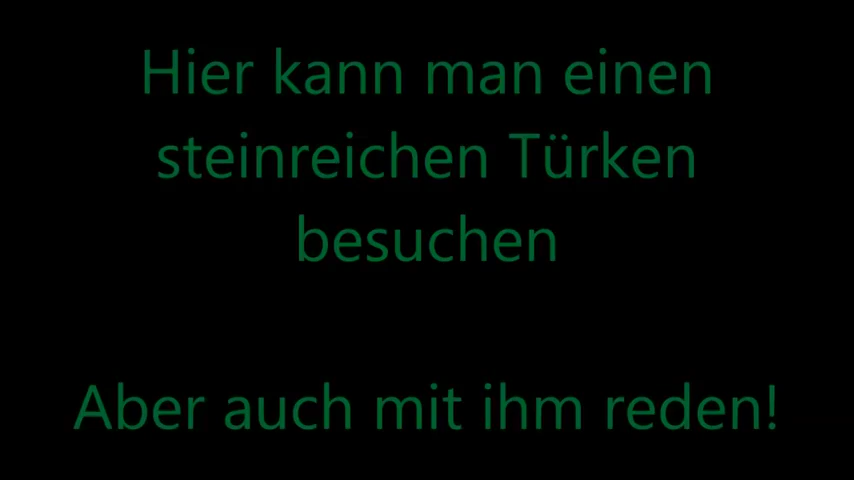 Hier kann man einen
steinreichen Türken
besuchen
Aber auch mit ihm reden!